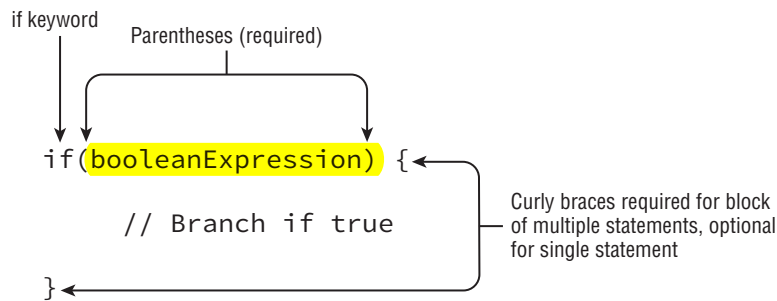 if keyword
Parentheses (required)
if(booleanExpression) {
// Branch if true
Curly braces required for block
of multiple statements, optional
for single statement
}